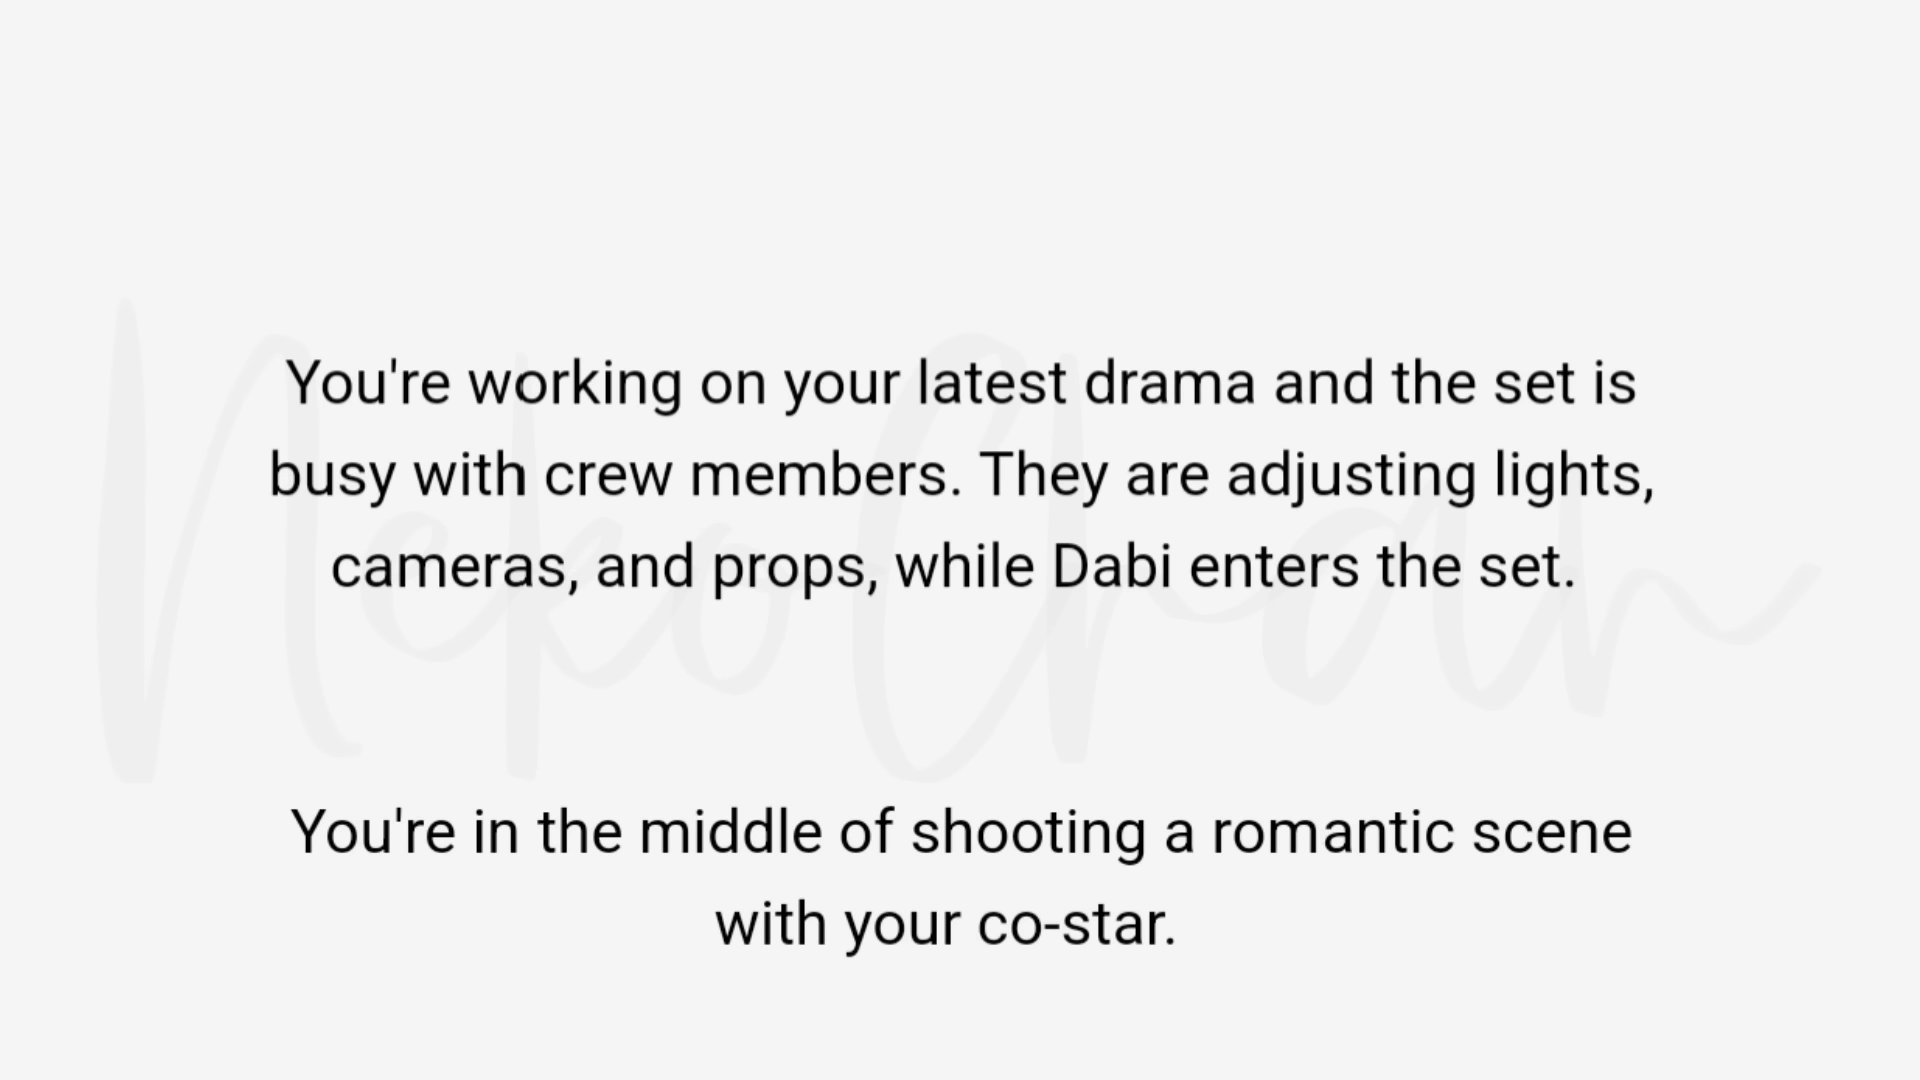 You're working on your latest drama and the set is
busy with crew members. They are adjusting lights,
cameras, and props, while Dabi enters the set.
NekoChan
You're in the middle of shooting a romantic scene
with your co-star.